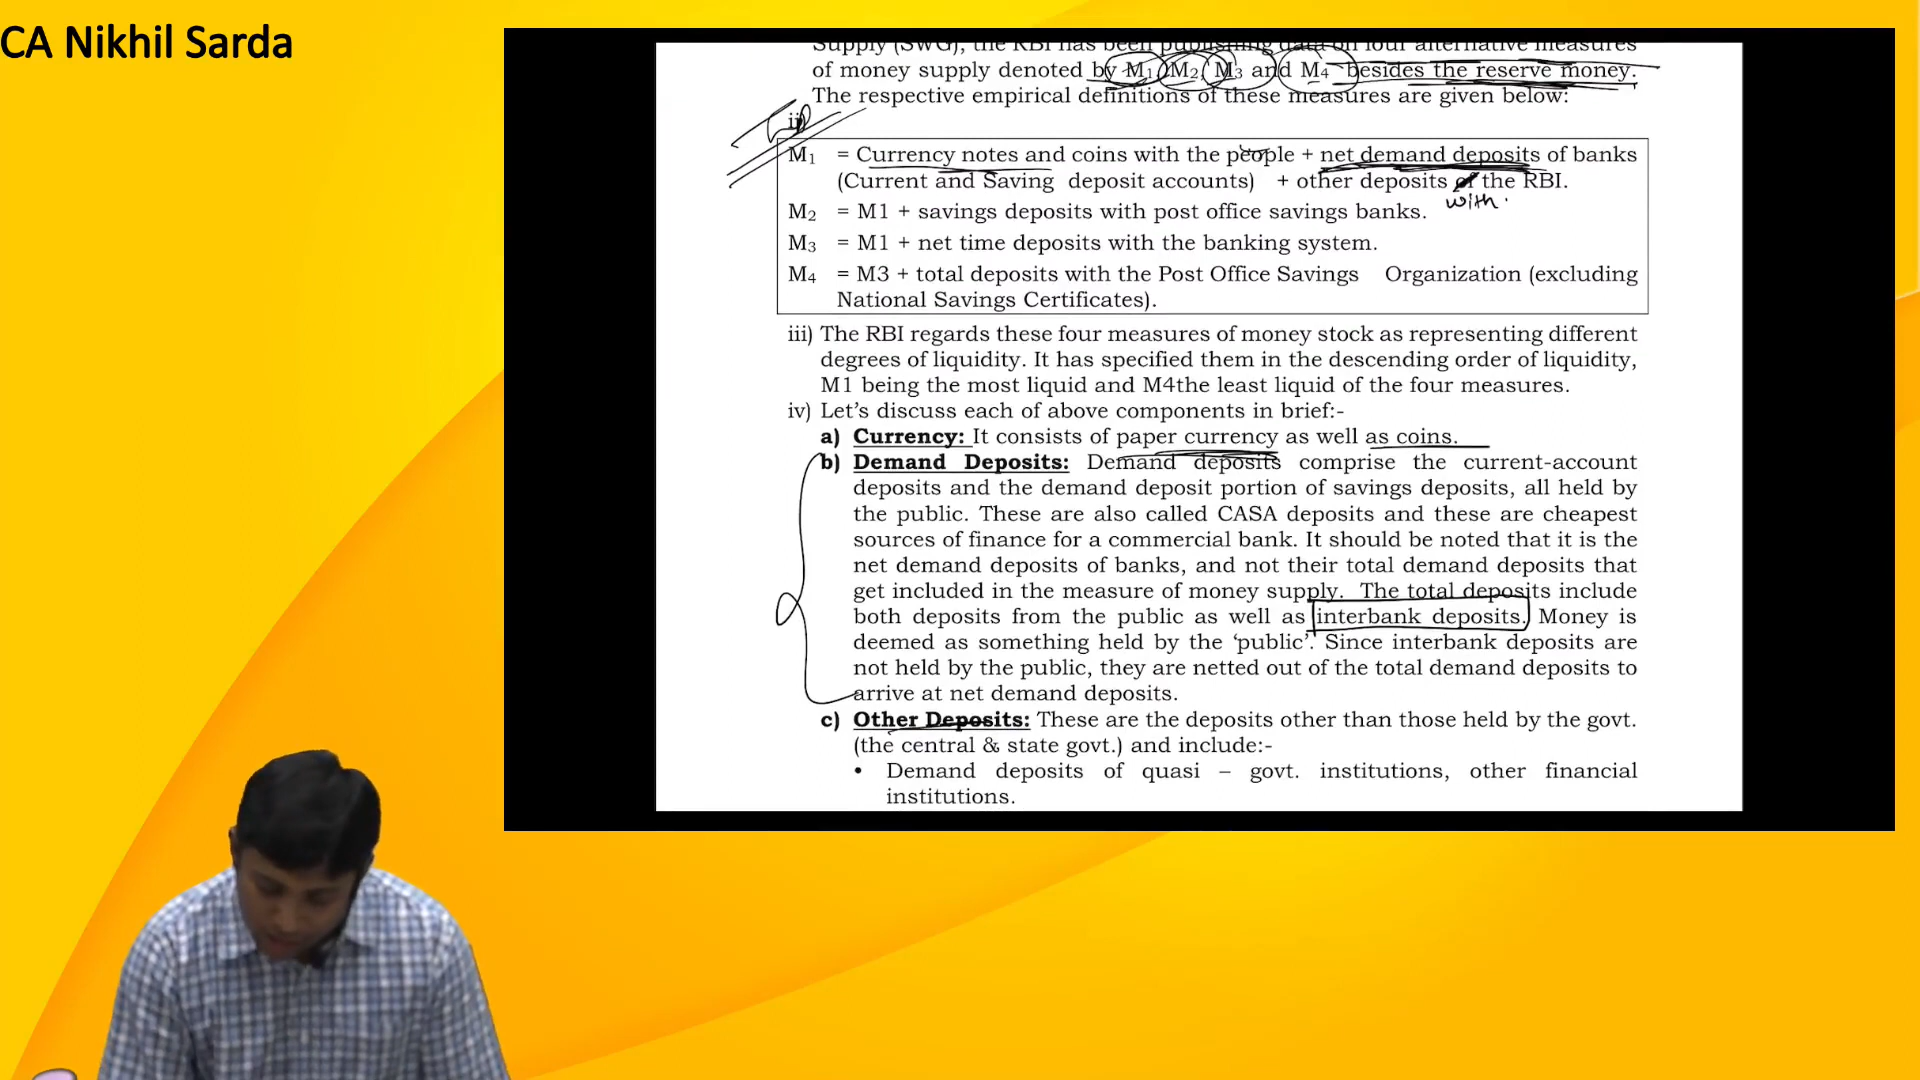 CA Nikhil Sarda
Supply (SWG), the RBI has been publishing data on four alternative measures
of money supply denoted by M1, M2, M3 and M4 besides the reserve money.
The respective empirical definitions of these measures are given below:
ii)
M1 = Currency notes and coins with the people + net demand deposits of banks
(Current and Saving deposit accounts) + other deposits of the RBI.
with.
M2 = M1 + savings deposits with post office savings banks.
M3 = M1 + net time deposits with the banking system.
M4 = M3 + total deposits with the Post Office Savings Organization (excluding
National Savings Certificates).
iii) The RBI regards these four measures of money stock as representing different
degrees of liquidity. It has specified them in the descending order of liquidity,
M1 being the most liquid and M4the least liquid of the four measures.
iv) Let's discuss each of above components in brief:-
a) Currency: It consists of paper currency as well as coins.
b) Demand Deposits: Demand deposits comprise the current-account
deposits and the demand deposit portion of savings deposits, all held by
the public. These are also called CASA deposits and these are cheapest
sources of finance for a commercial bank. It should be noted that it is the
net demand deposits of banks, and not their total demand deposits that
get included in the measure of money supply. The total deposits include
both deposits from the public as well as interbank deposits. Money is
deemed as something held by the 'public'. Since interbank deposits are
not held by the public, they are netted out of the total demand deposits to
arrive at net demand deposits.
c) Other Deposits: These are the deposits other than those held by the govt.
(the central & state govt.) and include:-
• Demand deposits of quasi – govt. institutions, other financial
institutions.